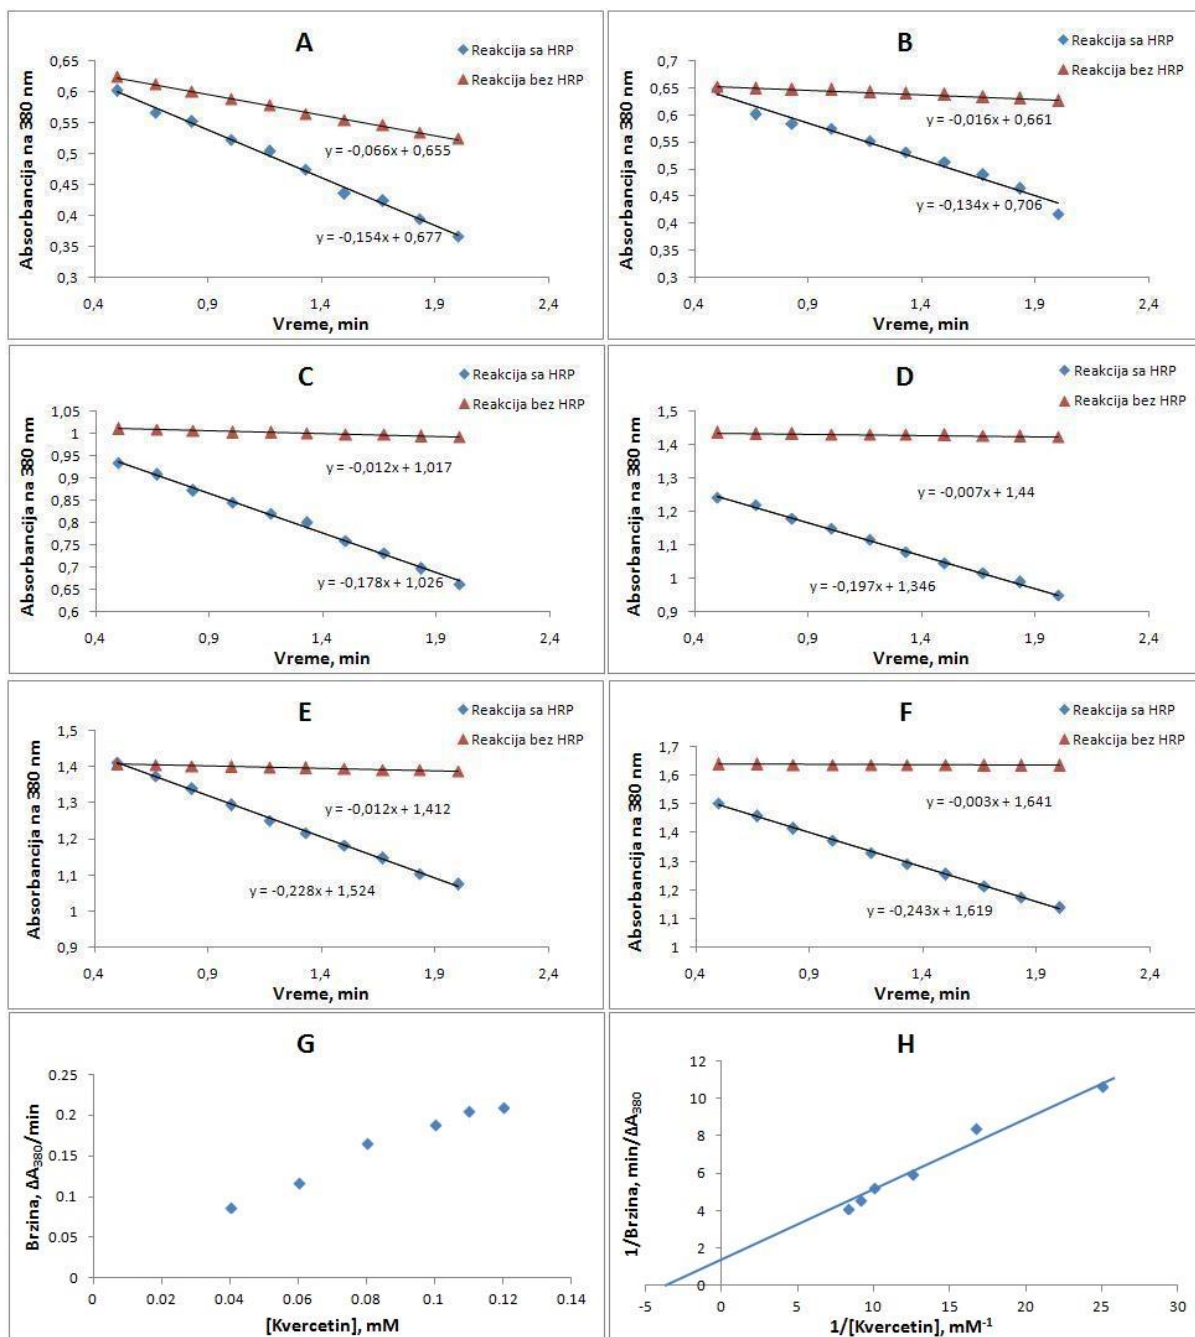 A
Reakcija sa HRP
Reakcija bez HRP
Absorbancija na 380 nm
0,65
0,6
0,55
0,5
0,45
0,4
0,35
0,3
y = -0,066x + 0,655
y = -0,154x + 0,677
0,4 0,9 1,4 1,9 2,4
Vreme, min
B
Reakcija sa HRP
Reakcija bez HRP
Absorbancija na 380 nm
0,7
0,65
0,6
0,55
0,5
0,45
0,4
0,35
0,3
y = -0,016x + 0,661
y = -0,134x + 0,706
0,4 0,9 1,4 1,9 2,4
Vreme, min
C
Reakcija sa HRP
Reakcija bez HRP
Absorbancija na 380 nm
1,05
1
0,95
0,9
0,85
0,8
0,75
0,7
0,65
0,6
y = -0,012x + 1,017
y = -0,178x + 1,026
0,4 0,9 1,4 1,9 2,4
Vreme, min
D
Reakcija sa HRP
Reakcija bez HRP
Absorbancija na 380 nm
1,5
1,4
1,3
1,2
1,1
1
0,9
y = -0,007x + 1,44
y = -0,197x + 1,346
0,4 0,9 1,4 1,9 2,4
Vreme, min
E
Reakcija sa HRP
Reakcija bez HRP
Absorbancija na 380 nm
1,5
1,4
1,3
1,2
1,1
1
0,9
y = -0,012x + 1,412
y = -0,228x + 1,524
0,4 0,9 1,4 1,9 2,4
Vreme, min
F
Reakcija sa HRP
Reakcija bez HRP
Absorbancija na 380 nm
1,7
1,6
1,5
1,4
1,3
1,2
1,1
1
y = -0,003x + 1,641
y = -0,243x + 1,619
0,4 0,9 1,4 1,9 2,4
Vreme, min
G
Brzina, ΔA₃₈₀/min
0.25
0.2
0.15
0.1
0.05
0
0 0.02 0.04 0.06 0.08 0.1 0.12 0.14
[Kvercetin], mM
H
1/Brzina, min/ΔA₃₈₀
12
10
8
6
4
2
0
-5 0 5 10 15 20 25 30
1/[Kvercetin], mM⁻¹